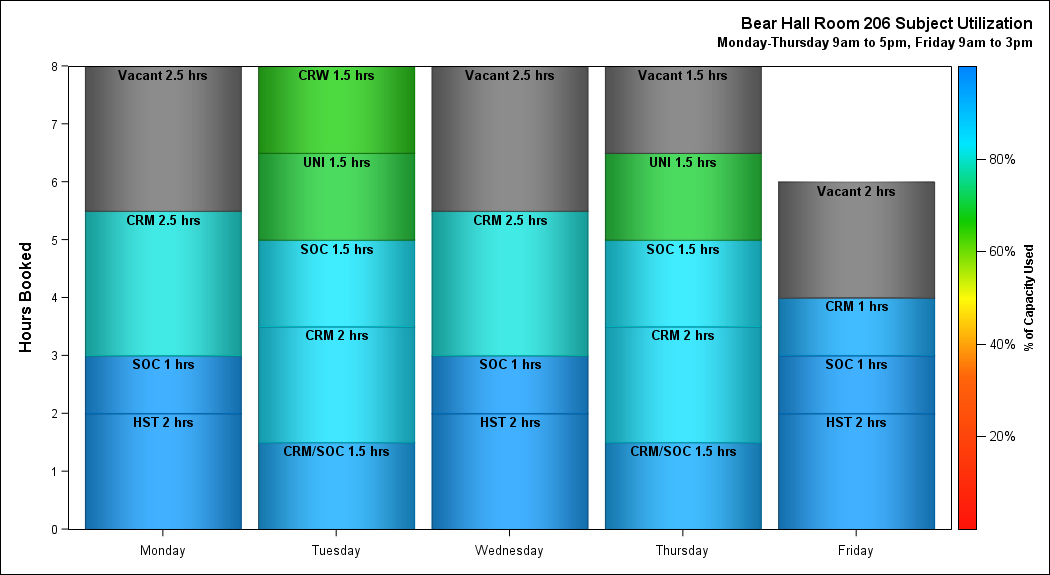 Bear Hall Room 206 Subject Utilization
Monday-Thursday 9am to 5pm, Friday 9am to 3pm
Hours Booked
8
7
6
5
4
3
2
1
0
Vacant 2.5 hrs
CRM 2.5 hrs
SOC 1 hrs
HST 2 hrs
Monday
CRW 1.5 hrs
UNI 1.5 hrs
SOC 1.5 hrs
CRM 2 hrs
CRM/SOC 1.5 hrs
Tuesday
Vacant 2.5 hrs
CRM 2.5 hrs
SOC 1 hrs
HST 2 hrs
Wednesday
Vacant 1.5 hrs
UNI 1.5 hrs
SOC 1.5 hrs
CRM 2 hrs
CRM/SOC 1.5 hrs
Thursday
Vacant 2 hrs
CRM 1 hrs
SOC 1 hrs
HST 2 hrs
Friday
80%
60%
40%
20%
% of Capacity Used